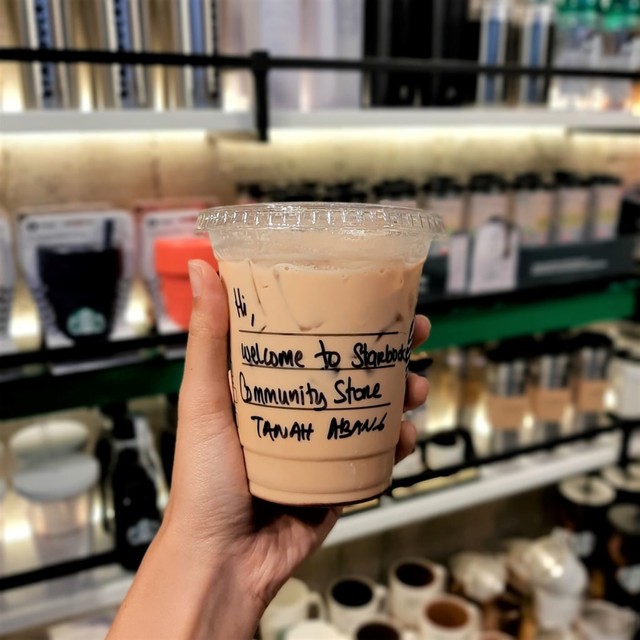 Hi,
Welcome to Starbucks
Community Store
TANAH ABANG